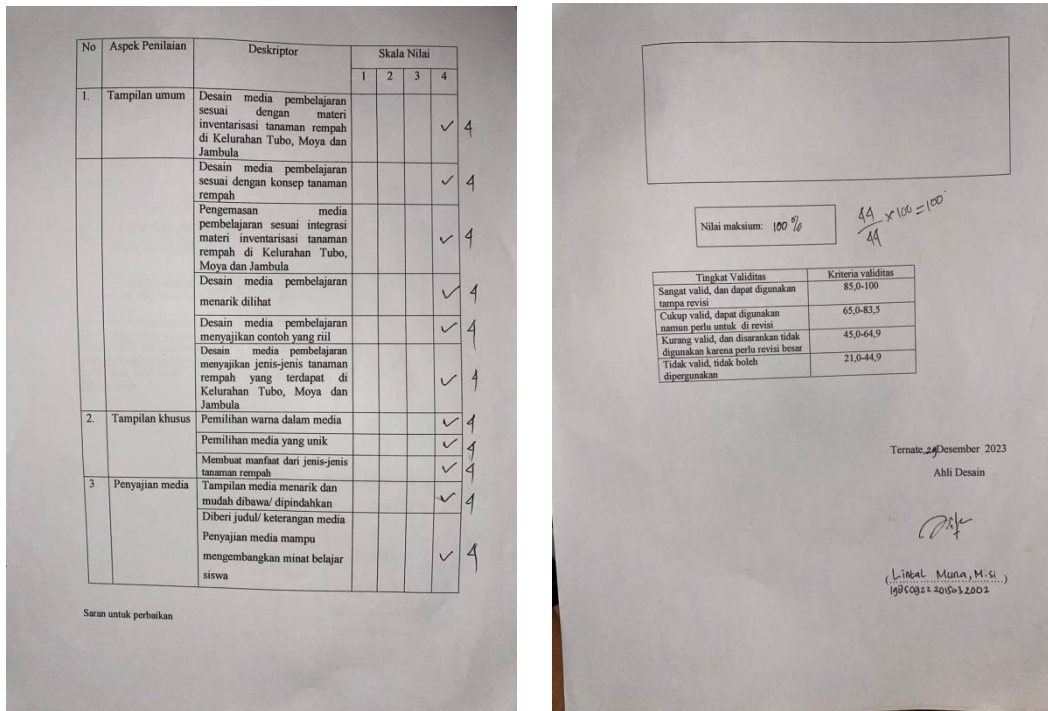 No Aspek Penilaian Deskriptor Skala Nilai
1 2 3 4
1. Tampilan umum Desain media pembelajaran
sesuai dengan materi
inventarisasi tanaman rempah
di Kelurahan Tubo, Moya dan
Jambula
✓ 4
Desain media pembelajaran
sesuai dengan konsep tanaman
rempah
✓ 4
Pengemasan media
pembelajaran sesuai integrasi
materi inventarisasi tanaman
rempah di Kelurahan Tubo,
Moya dan Jambula
✓ 4
Desain media pembelajaran
menarik dilihat
✓ 4
Desain media pembelajaran
menyajikan contoh yang riil
✓ 4
Desain media pembelajaran
menyajikan jenis-jenis tanaman
rempah yang terdapat di
Kelurahan Tubo, Moya dan
Jambula
✓ 4
2. Tampilan khusus Pemilihan warna dalam media ✓ 4
Pemilihan media yang unik ✓ 4
Membuat manfaat dari jenis-jenis
tanaman rempah
✓ 4
3 Penyajian media Tampilan media menarik dan
mudah dibawa/ dipindahkan
✓ 4
Diberi judul/ keterangan media
Penyajian media mampu
mengembangkan minat belajar
siswa
✓ 4
Saran untuk perbaikan
Nilai maksium: 100 %
44/44 x 100 = 100
Tingkat Validitas Kriteria validitas
Sangat valid, dan dapat digunakan
tampa revisi
85,0-100
Cukup valid, dapat digunakan
namun perlu untuk di revisi
65,0-83,5
Kurang valid, dan disarankan tidak
digunakan karena perlu revisi besar
45,0-64,9
Tidak valid, tidak boleh
dipergunakan
21,0-44,9
Ternate, Desember 2023
Ahli Desain
(Lintal Muna, M.si)
198509222015032002